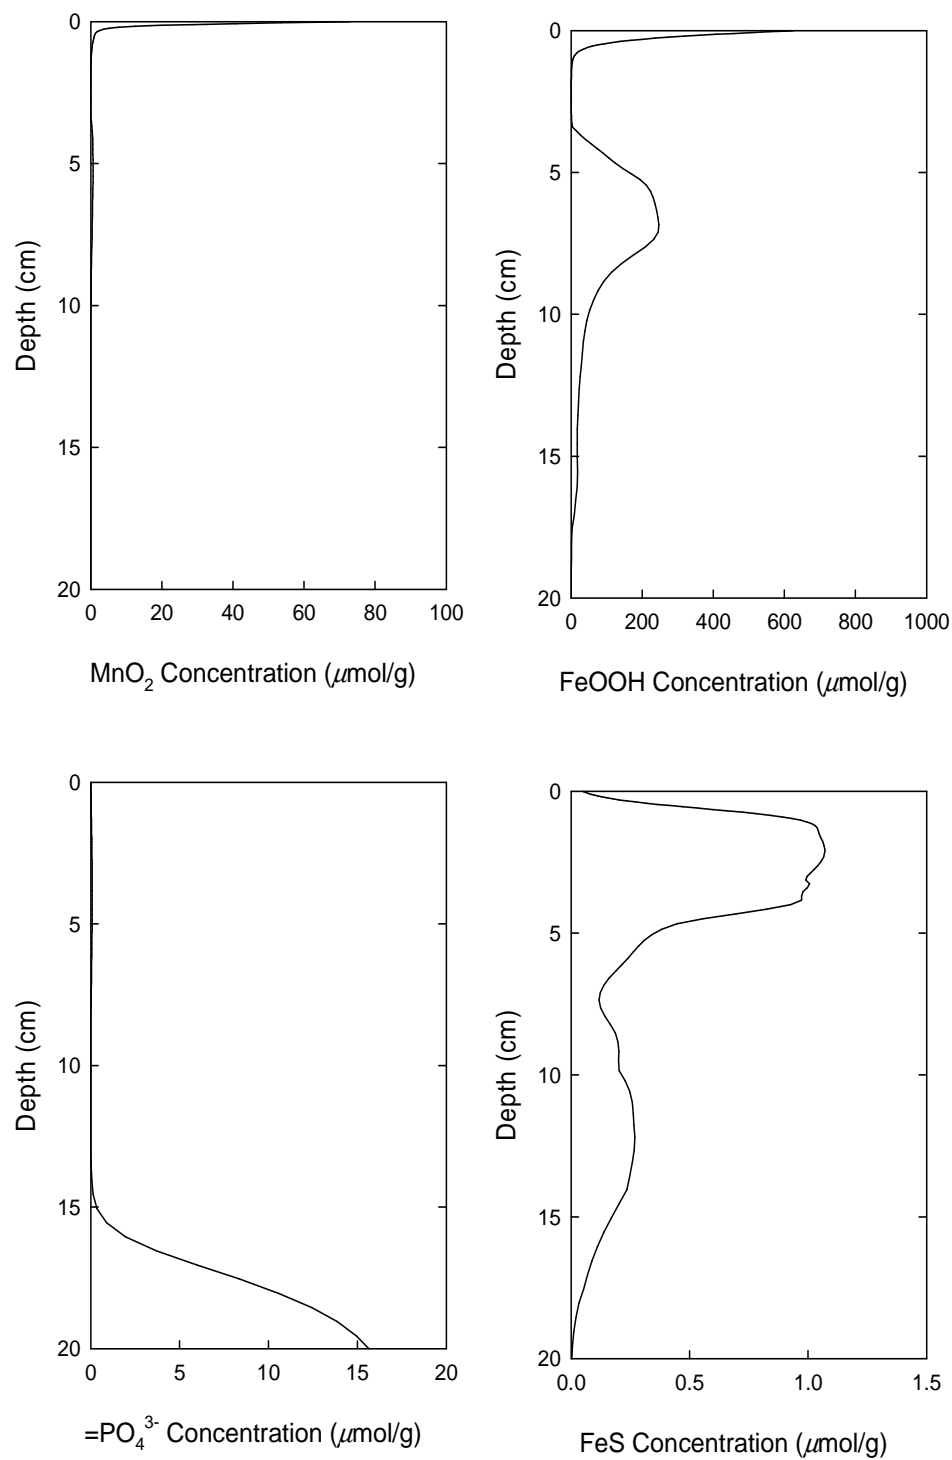 0
5
10
15
20
Depth (cm)
0 20 40 60 80 100
MnO2 Concentration (μmol/g)
0
5
10
15
20
Depth (cm)
0 200 400 600 800 1000
FeOOH Concentration (μmol/g)
0
5
10
15
20
Depth (cm)
0 5 10 15 20
=PO4 3- Concentration (μmol/g)
0
5
10
15
20
Depth (cm)
0.0 0.5 1.0 1.5
FeS Concentration (μmol/g)